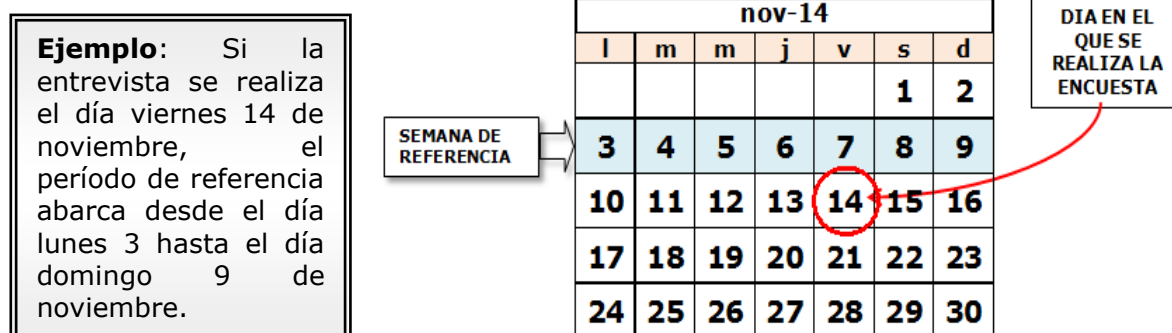 Ejemplo: Si la
entrevista se realiza
el día viernes 14 de
noviembre, el
período de referencia
abarca desde el día
lunes 3 hasta el día
domingo 9 de
noviembre.
SEMANA DE
REFERENCIA
nov-14
l m m j v s d
1 2
3 4 5 6 7 8 9
10 11 12 13 14 15 16
17 18 19 20 21 22 23
24 25 26 27 28 29 30
DIA EN EL
QUE SE
REALIZA LA
ENCUESTA